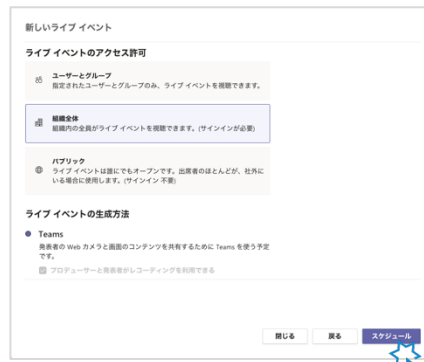 新しいライブ イベント
ライブ イベントのアクセス許可
ユーザーとグループ
指定されたユーザーとグループのみ、ライブ イベントを視聴できます。
組織全体
組織内の全員がライブ イベントを視聴できます。(サインインが必要)
パブリック
ライブ イベントは誰にでもオープンです。出席者のほとんどが、社外に
いる場合に使用します。(サインイン 不要)
ライブ イベントの生成方法
Teams
発表者の Web カメラと画面のコンテンツを共有するために Teams を使う予定
です。
プロデューサーと発表者がレコーディングを利用できる
閉じる
戻る
スケジュール